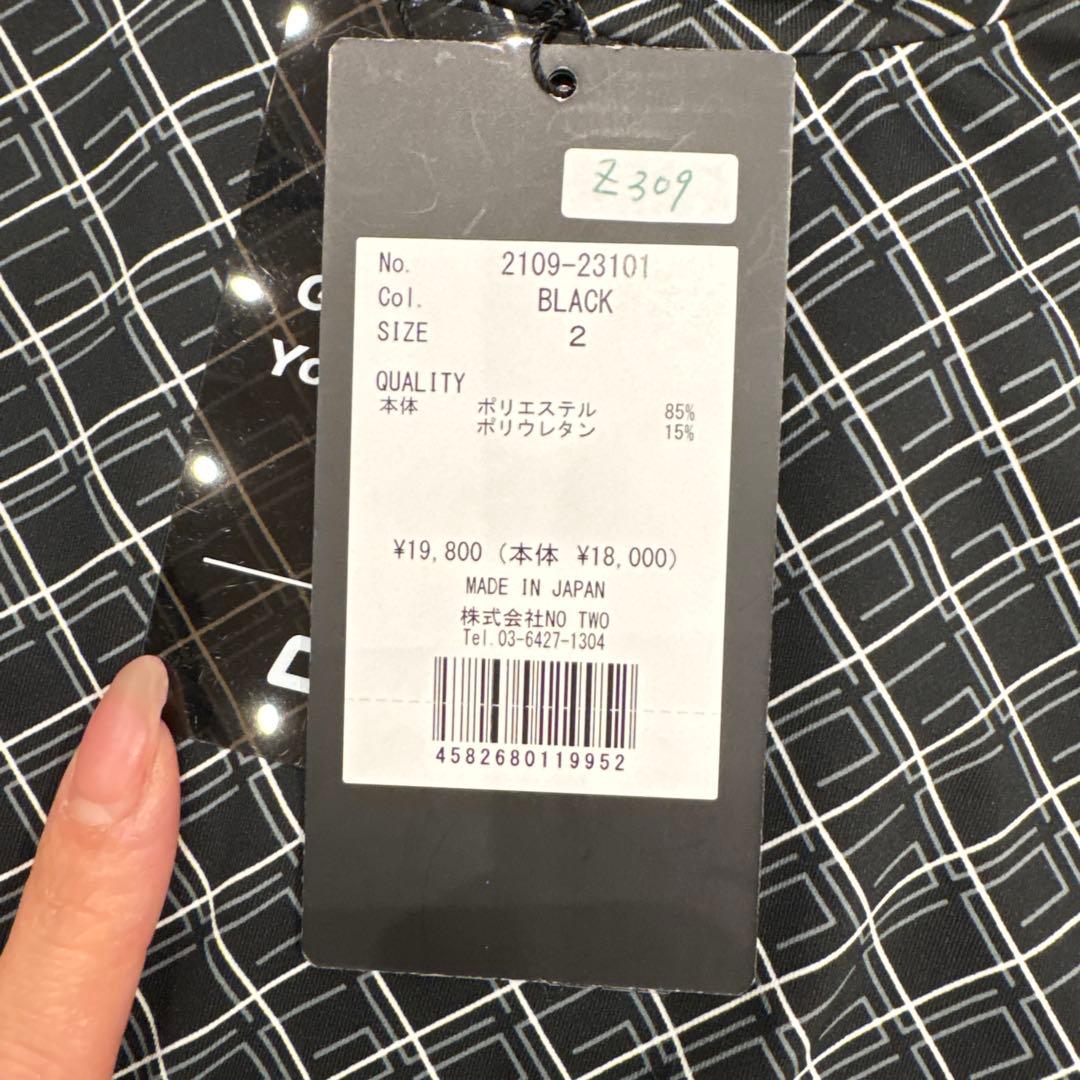 Z309
No. 2109-23101
Col. BLACK
SIZE 2
QUALITY
本体 ポリエステル 85%
ポリウレタン 15%
¥19,800 (本体 ¥18,000)
MADE IN JAPAN
株式会社NO TWO
Tel.03-6427-1304
4582680119952